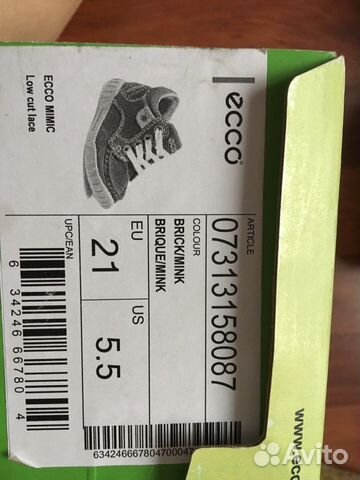 ecco
ECCO MIMIC
Low cut lace
ARTICLE
07313158087
COLOUR
BRICK/MINK
BRIQUE/MINK
EU
21
US
5.5
UPC/EAN
6 34246 66780 4
634246667804700047
www.ecc
Avito